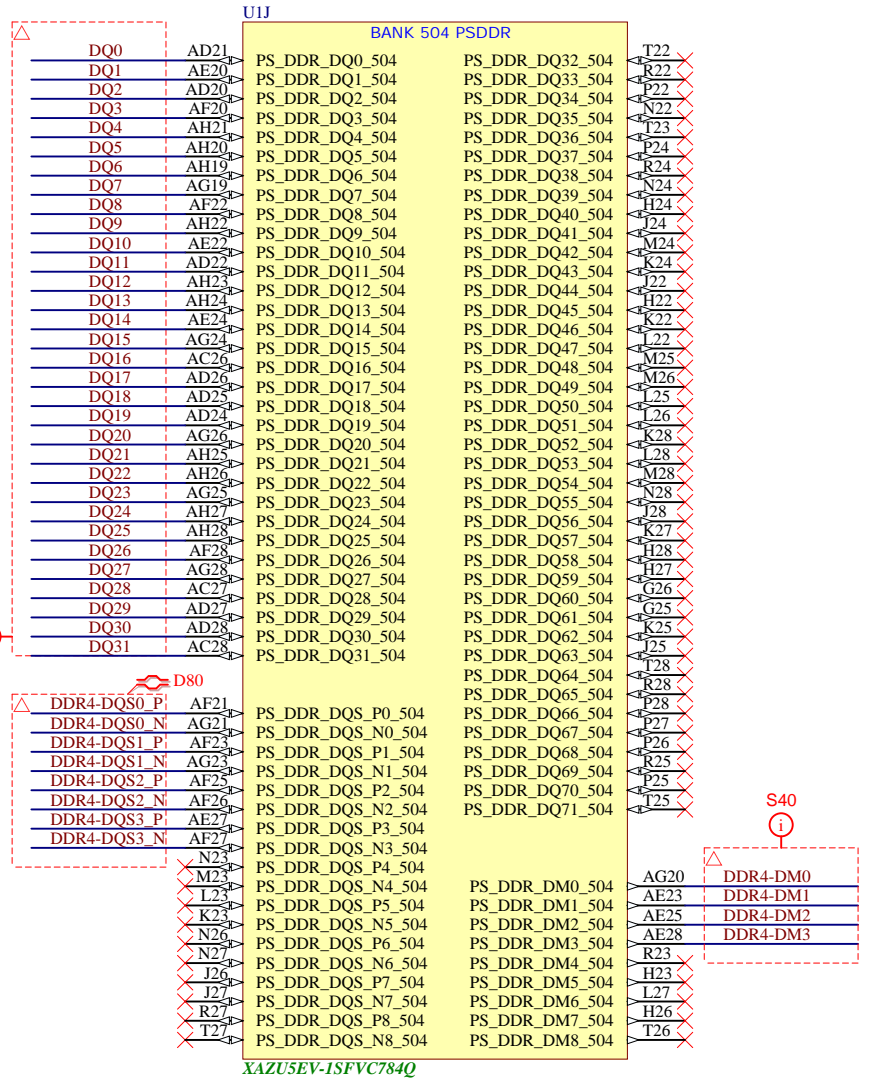 U1J
BANK 504 PSDDR
DQ0 AD21 PS_DDR_DQ0_504 PS_DDR_DQ32_504 T22
DQ1 AE20 PS_DDR_DQ1_504 PS_DDR_DQ33_504 R22
DQ2 AD20 PS_DDR_DQ2_504 PS_DDR_DQ34_504 P22
DQ3 AF20 PS_DDR_DQ3_504 PS_DDR_DQ35_504 N22
DQ4 AH21 PS_DDR_DQ4_504 PS_DDR_DQ36_504 T23
DQ5 AH20 PS_DDR_DQ5_504 PS_DDR_DQ37_504 P24
DQ6 AH19 PS_DDR_DQ6_504 PS_DDR_DQ38_504 R24
DQ7 AG19 PS_DDR_DQ7_504 PS_DDR_DQ39_504 N24
DQ8 AF22 PS_DDR_DQ8_504 PS_DDR_DQ40_504 H24
DQ9 AH22 PS_DDR_DQ9_504 PS_DDR_DQ41_504 J24
DQ10 AE22 PS_DDR_DQ10_504 PS_DDR_DQ42_504 M24
DQ11 AD22 PS_DDR_DQ11_504 PS_DDR_DQ43_504 K24
DQ12 AH23 PS_DDR_DQ12_504 PS_DDR_DQ44_504 J22
DQ13 AH24 PS_DDR_DQ13_504 PS_DDR_DQ45_504 H22
DQ14 AE24 PS_DDR_DQ14_504 PS_DDR_DQ46_504 K22
DQ15 AG24 PS_DDR_DQ15_504 PS_DDR_DQ47_504 L22
DQ16 AC26 PS_DDR_DQ16_504 PS_DDR_DQ48_504 M25
DQ17 AD26 PS_DDR_DQ17_504 PS_DDR_DQ49_504 M26
DQ18 AD25 PS_DDR_DQ18_504 PS_DDR_DQ50_504 L25
DQ19 AD24 PS_DDR_DQ19_504 PS_DDR_DQ51_504 L26
DQ20 AG26 PS_DDR_DQ20_504 PS_DDR_DQ52_504 K28
DQ21 AH25 PS_DDR_DQ21_504 PS_DDR_DQ53_504 L28
DQ22 AH26 PS_DDR_DQ22_504 PS_DDR_DQ54_504 M28
DQ23 AG25 PS_DDR_DQ23_504 PS_DDR_DQ55_504 N28
DQ24 AH27 PS_DDR_DQ24_504 PS_DDR_DQ56_504 J28
DQ25 AH28 PS_DDR_DQ25_504 PS_DDR_DQ57_504 K27
DQ26 AF28 PS_DDR_DQ26_504 PS_DDR_DQ58_504 H28
DQ27 AG28 PS_DDR_DQ27_504 PS_DDR_DQ59_504 H27
DQ28 AC27 PS_DDR_DQ28_504 PS_DDR_DQ60_504 G26
DQ29 AD27 PS_DDR_DQ29_504 PS_DDR_DQ61_504 G25
DQ30 AD28 PS_DDR_DQ30_504 PS_DDR_DQ62_504 K25
DQ31 AC28 PS_DDR_DQ31_504 PS_DDR_DQ63_504 J25
PS_DDR_DQ64_504 T28
D80 PS_DDR_DQ65_504 R28
DDR4-DQS0_P AF21 PS_DDR_DQS_P0_504 PS_DDR_DQ66_504 P28
DDR4-DQS0_N AG21 PS_DDR_DQS_N0_504 PS_DDR_DQ67_504 P27
DDR4-DQS1_P AF23 PS_DDR_DQS_P1_504 PS_DDR_DQ68_504 P26
DDR4-DQS1_N AG23 PS_DDR_DQS_N1_504 PS_DDR_DQ69_504 R25
DDR4-DQS2_P AF25 PS_DDR_DQS_P2_504 PS_DDR_DQ70_504 P25
DDR4-DQS2_N AF26 PS_DDR_DQS_N2_504 PS_DDR_DQ71_504 T25
DDR4-DQS3_P AE27 PS_DDR_DQS_P3_504 S40
DDR4-DQS3_N AF27 PS_DDR_DQS_N3_504 i
N23 PS_DDR_DQS_P4_504
M23 PS_DDR_DQS_N4_504 PS_DDR_DM0_504 AG20 DDR4-DM0
L23 PS_DDR_DQS_P5_504 PS_DDR_DM1_504 AE23 DDR4-DM1
K23 PS_DDR_DQS_N5_504 PS_DDR_DM2_504 AE25 DDR4-DM2
N26 PS_DDR_DQS_P6_504 PS_DDR_DM3_504 AE28 DDR4-DM3
N27 PS_DDR_DQS_N6_504 PS_DDR_DM4_504 R23
J26 PS_DDR_DQS_P7_504 PS_DDR_DM5_504 H23
J27 PS_DDR_DQS_N7_504 PS_DDR_DM6_504 L27
R27 PS_DDR_DQS_P8_504 PS_DDR_DM7_504 H26
T27 PS_DDR_DQS_N8_504 PS_DDR_DM8_504 T26
XAZU5EV-1SFVC784Q